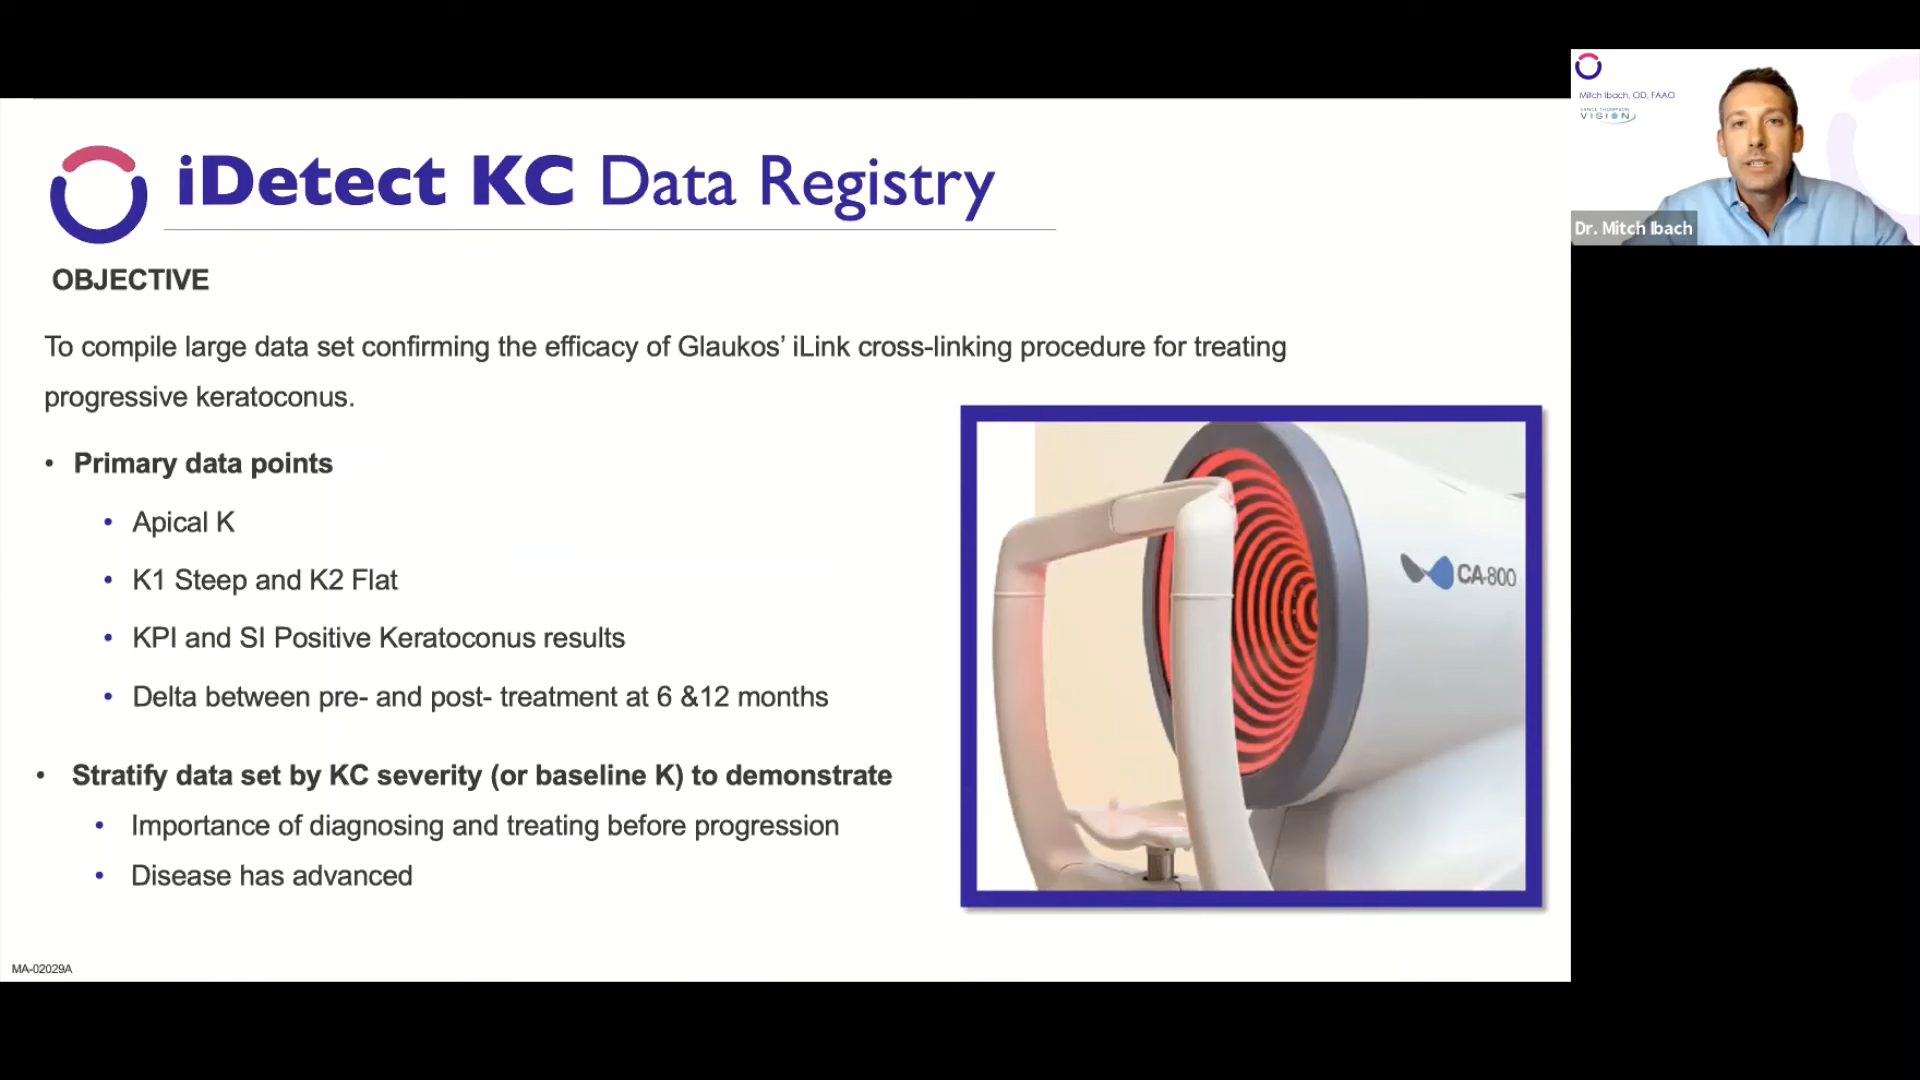 iDetect KC Data Registry
OBJECTIVE
To compile large data set confirming the efficacy of Glaukos’ iLink cross-linking procedure for treating
progressive keratoconus.
• Primary data points
• Apical K
• K1 Steep and K2 Flat
• KPI and SI Positive Keratoconus results
• Delta between pre- and post- treatment at 6 &12 months
• Stratify data set by KC severity (or baseline K) to demonstrate
• Importance of diagnosing and treating before progression
• Disease has advanced
CA-800
MA-02029A
Mitch Ibach, OD, FAAO
VANCE THOMPSON
VISION
Dr. Mitch Ibach